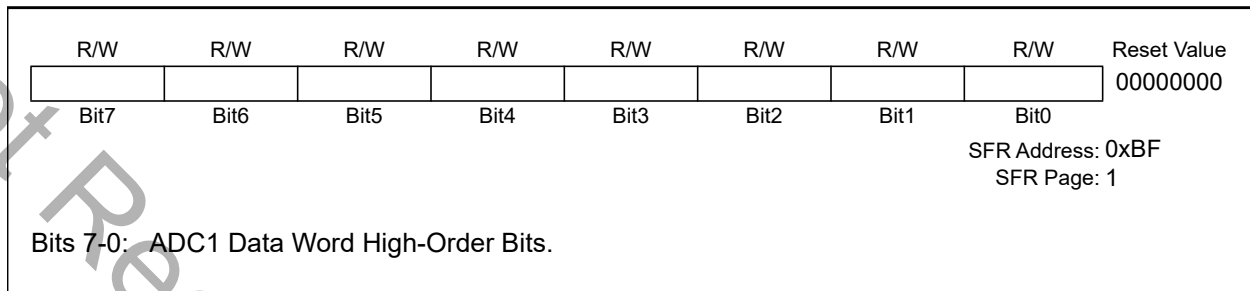 R/W R/W R/W R/W R/W R/W R/W R/W Reset Value
00000000
Bit7 Bit6 Bit5 Bit4 Bit3 Bit2 Bit1 Bit0
SFR Address: 0xBF
SFR Page: 1
Bits 7-0: ADC1 Data Word High-Order Bits.